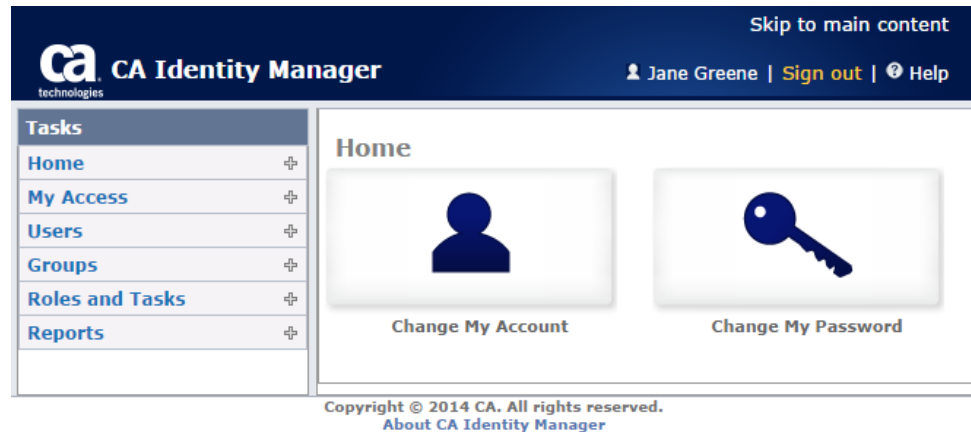 Skip to main content
ca technologies
CA Identity Manager
Jane Greene | Sign out | ? Help
Tasks
Home
My Access
Users
Groups
Roles and Tasks
Reports
Home
Change My Account
Change My Password
Copyright © 2014 CA. All rights reserved.
About CA Identity Manager